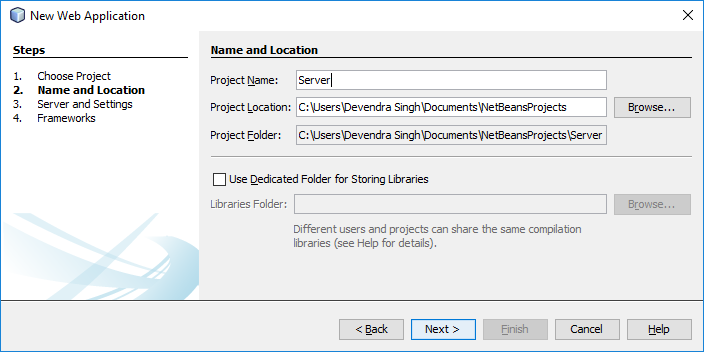 New Web Application
Steps
1. Choose Project
2. Name and Location
3. Server and Settings
4. Frameworks
Name and Location
Project Name: Server
Project Location: C:\Users\Devendra Singh\Documents\NetBeansProjects Browse...
Project Folder: C:\Users\Devendra Singh\Documents\NetBeansProjects\Server
Use Dedicated Folder for Storing Libraries
Libraries Folder: Browse...
Different users and projects can share the same compilation
libraries (see Help for details).
< Back Next > Finish Cancel Help